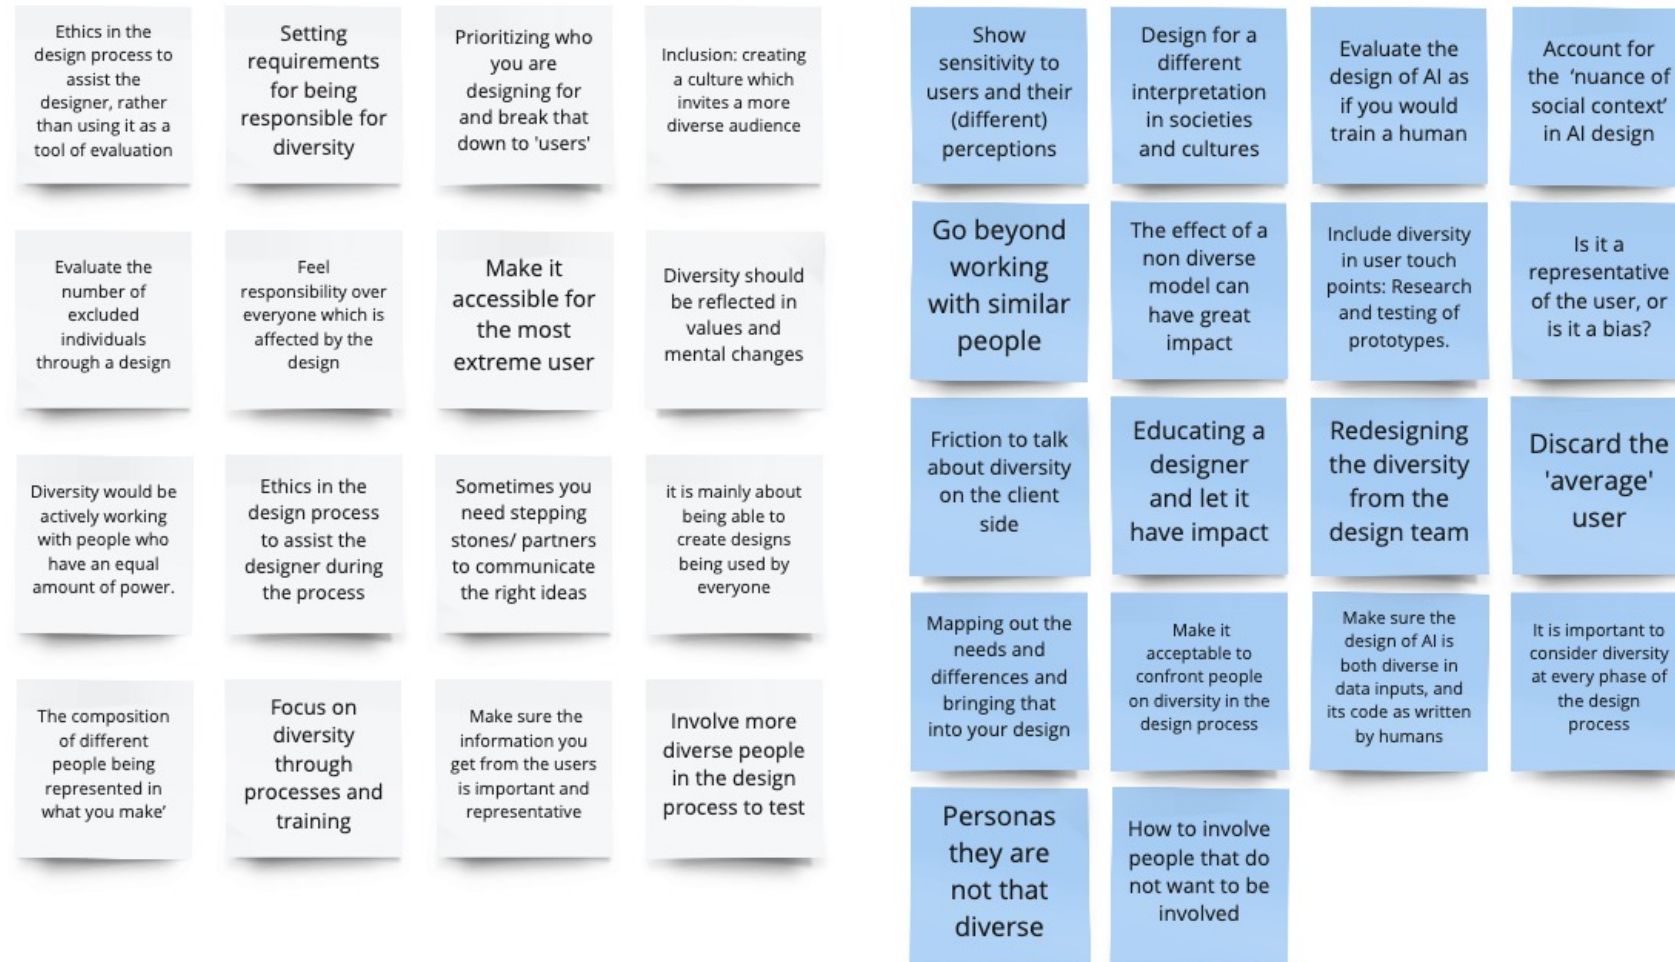 Ethics in the
design process to
assist the
designer, rather
than using it as a
tool of evaluation
Setting
requirements
for being
responsible for
diversity
Prioritizing who
you are
designing for
and break that
down to 'users'
Inclusion: creating
a culture which
invites a more
diverse audience
Evaluate the
number of
excluded
individuals
through a design
Feel
responsibility over
everyone which is
affected by the
design
Make it
accessible for
the most
extreme user
Diversity should
be reflected in
values and
mental changes
Diversity would be
actively working
with people who
have an equal
amount of power.
Ethics in the
design process
to assist the
designer during
the process
Sometimes you
need stepping
stones/ partners
to communicate
the right ideas
it is mainly about
being able to
create designs
being used by
everyone
The composition
of different
people being
represented in
what you make'
Focus on
diversity
through
processes and
training
Make sure the
information you
get from the users
is important and
representative
Involve more
diverse people
in the design
process to test
Show
sensitivity to
users and their
(different)
perceptions
Design for a
different
interpretation
in societies
and cultures
Evaluate the
design of AI as
if you would
train a human
Account for
the 'nuance of
social context'
in AI design
Go beyond
working
with similar
people
The effect of a
non diverse
model can
have great
impact
Include diversity
in user touch
points: Research
and testing of
prototypes.
Is it a
representative
of the user, or
is it a bias?
Friction to talk
about diversity
on the client
side
Educating a
designer
and let it
have impact
Redesigning
the diversity
from the
design team
Discard the
'average'
user
Mapping out the
needs and
differences and
bringing that
into your design
Make it
acceptable to
confront people
on diversity in the
design process
Make sure the
design of AI is
both diverse in
data inputs, and
its code as written
by humans
It is important to
consider diversity
at every phase of
the design
process
Personas
they are
not that
diverse
How to involve
people that do
not want to be
involved